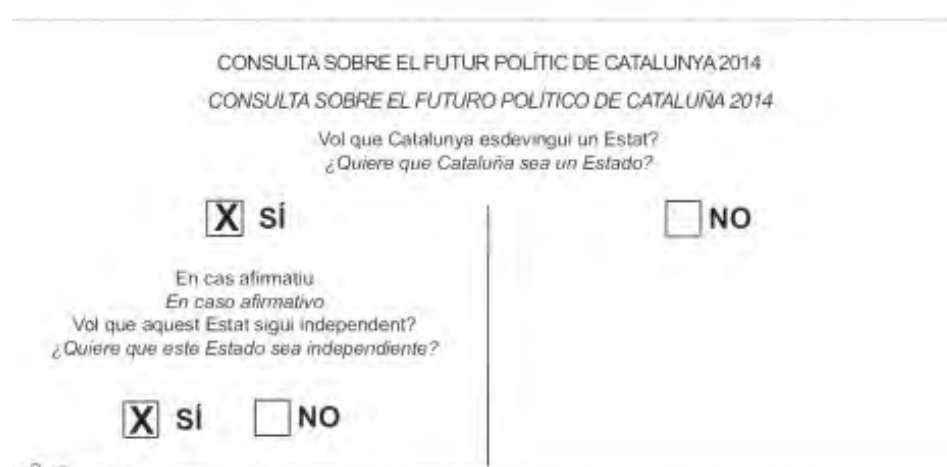 CONSULTA SOBRE EL FUTUR POLÍTIC DE CATALUNYA 2014
CONSULTA SOBRE EL FUTURO POLÍTICO DE CATALUÑA 2014
Vol que Catalunya esdevingui un Estat?
¿Quiere que Cataluña sea un Estado?
X SÍ
NO
En cas afirmatiu
En caso afirmativo
Vol que aquest Estat sigui independent?
¿Quiere que este Estado sea independiente?
X SÍ NO